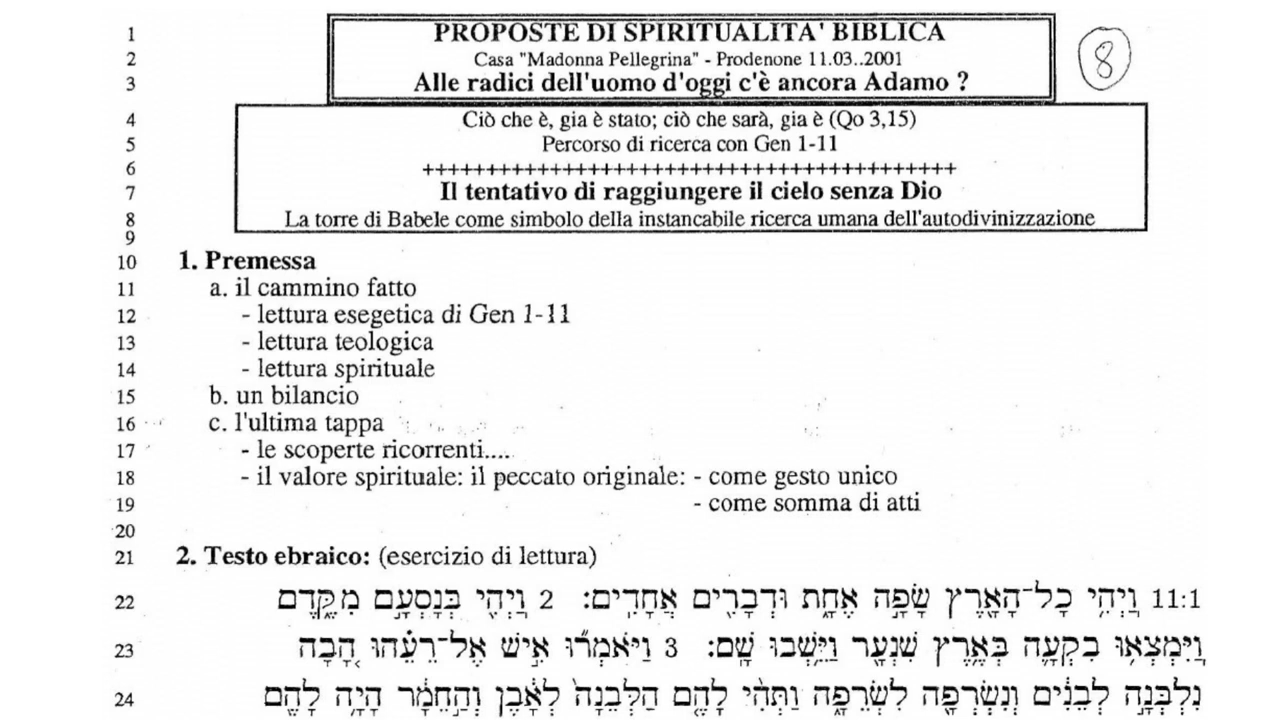 1 PROPOSTE DI SPIRITUALITA' BIBLICA
8
2 Casa "Madonna Pellegrina" - Prodenone 11.03..2001
3 Alle radici dell'uomo d'oggi c'è ancora Adamo ?
4 Ciò che è, gia è stato; ciò che sarà, gia è (Qo 3,15)
5 Percorso di ricerca con Gen 1-11
6 ++++++++++++++++++++++++++++++++++++++++++
7 Il tentativo di raggiungere il cielo senza Dio
8 La torre di Babele come simbolo della instancabile ricerca umana dell'autodivinizzazione
9
10 1. Premessa
11 a. il cammino fatto
12 - lettura esegetica di Gen 1-11
13 - lettura teologica
14 - lettura spirituale
15 b. un bilancio
16 c. l'ultima tappa
17 - le scoperte ricorrenti....
18 - il valore spirituale: il peccato originale: - come gesto unico
19 - come somma di atti
20
21 2. Testo ebraico: (esercizio di lettura)
22 11:1 וַֽיְהִ֥י כָל־הָאָ֖רֶץ שָׂפָ֣ה אֶחָ֑ת וּדְבָרִ֖ים אֲחָדִֽים׃ 2 וַֽיְהִ֖י בְּנָסְעָ֣ם מִקֶּ֑דֶם
23 וַֽיִּמְצְא֥וּ בִקְעָ֛ה בְּאֶ֥רֶץ שִׁנְעָ֖ר וַיֵּ֥שְׁבוּ שָֽׁם׃ 3 וַיֹּאמְר֞וּ אִ֣ישׁ אֶל־רֵעֵ֗הוּ הָ֚בָה
24 נִלְבְּנָ֣ה לְבֵנִ֔ים וְנִשְׂרְפָ֖ה לִשְׂרֵפָ֑ה וַתְּהִ֨י לָהֶ֤ם הַלְּבֵנָה֙ לְאָ֔בֶן וְהַ֣חֵמָ֔ר הָיָ֥ה לָהֶ֖ם